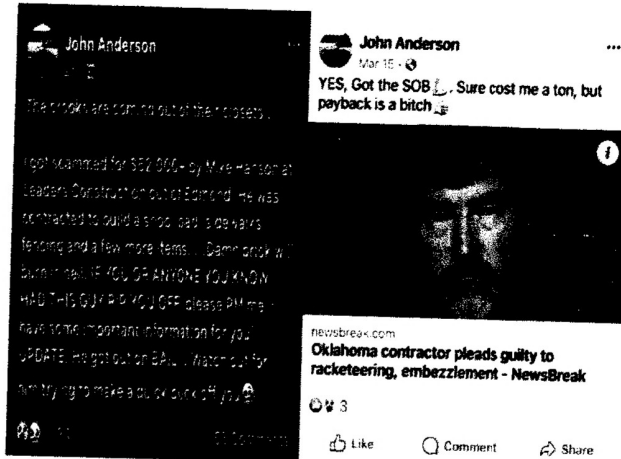 John Anderson
The crooks are coming out of their closets
I got scammed for $52,000+ by Mike Hanson at
Leaders Construction out of Edmond. He was
contracted to build a shop, pad, sidewalks,
fencing and a few more items.... Damn prick will
burn in hell. IF YOU OR ANYONE YOU KNOW
HAD THIS GUY RIP YOU OFF please PM me. I
have some important information for you!
UPDATE: He got out on BAIL. Watch out for
him trying to make a quick buck off you
Comments
John Anderson
Mar 15
YES, Got the SOB. Sure cost me a ton, but
payback is a bitch
newsbreak.com
Oklahoma contractor pleads guilty to
racketeering, embezzlement - NewsBreak
3
Like Comment Share